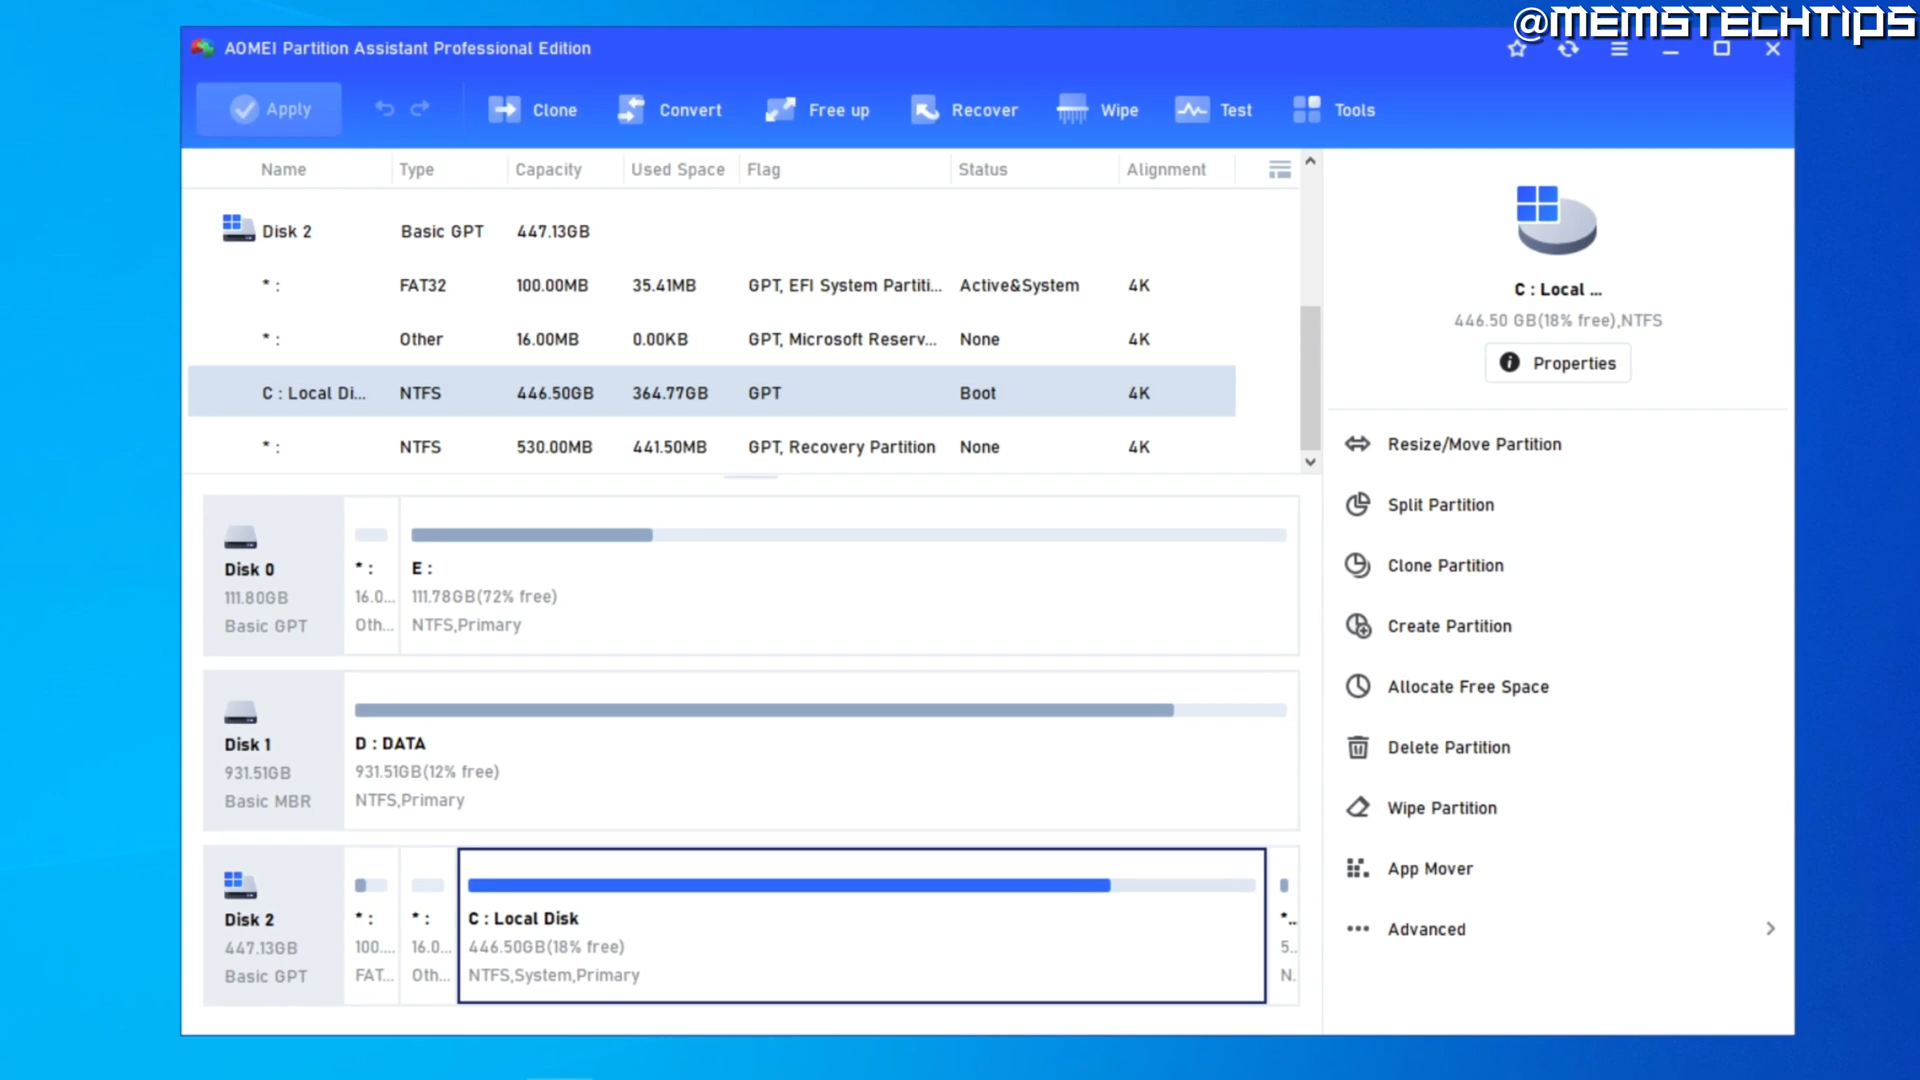 @MEMSTECHTIPS
AOMEI Partition Assistant Professional Edition
Apply Clone Convert Free up Recover Wipe Test Tools
Name Type Capacity Used Space Flag Status Alignment
Disk 2 Basic GPT 447.13GB
* : FAT32 100.00MB 35.41MB GPT, EFI System Partiti... Active&System 4K
* : Other 16.00MB 0.00KB GPT, Microsoft Reserv... None 4K
C : Local Di... NTFS 446.50GB 364.77GB GPT Boot 4K
* : NTFS 530.00MB 441.50MB GPT, Recovery Partition None 4K
Disk 0
111.80GB
Basic GPT
* :
16.0...
Oth...
E :
111.78GB(72% free)
NTFS,Primary
Disk 1
931.51GB
Basic MBR
D : DATA
931.51GB(12% free)
NTFS,Primary
Disk 2
447.13GB
Basic GPT
* :
100....
FAT...
* :
16.0...
Oth...
C : Local Disk
446.50GB(18% free)
NTFS,System,Primary
*...
5...
N.
C : Local ...
446.50 GB(18% free),NTFS
Properties
Resize/Move Partition
Split Partition
Clone Partition
Create Partition
Allocate Free Space
Delete Partition
Wipe Partition
App Mover
Advanced